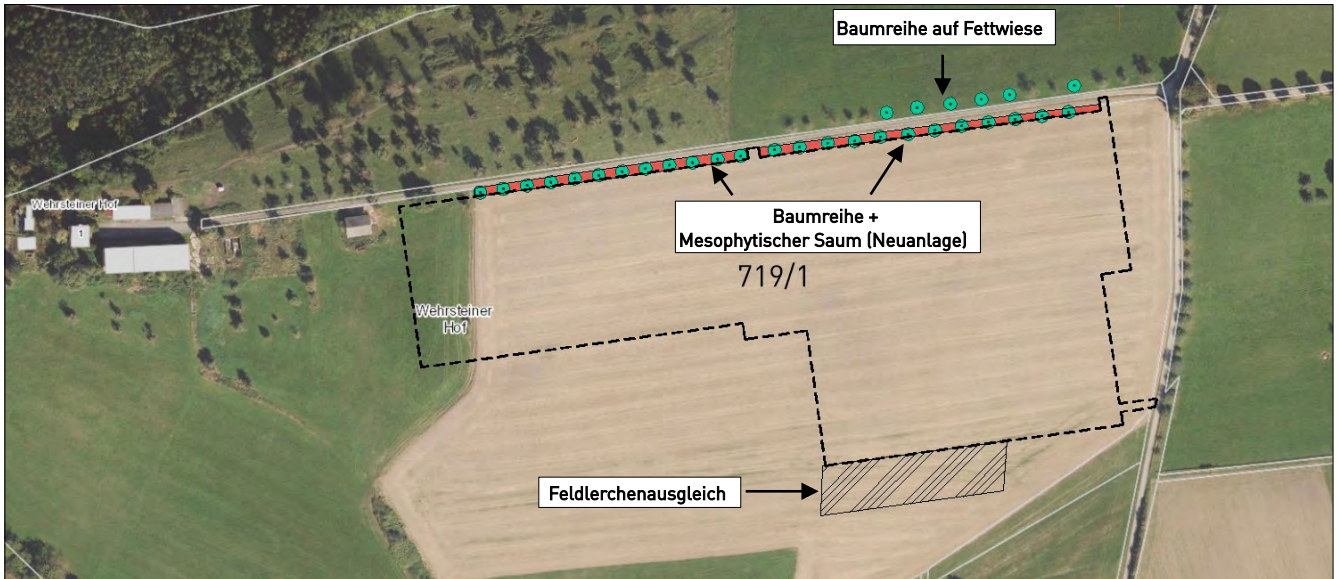 Baumreihe auf Fettwiese
Wehrsteiner Hof
1
Baumreihe +
Mesophytischer Saum (Neuanlage)
719/1
Wehrsteiner
Hof
Feldlerchenausgleich